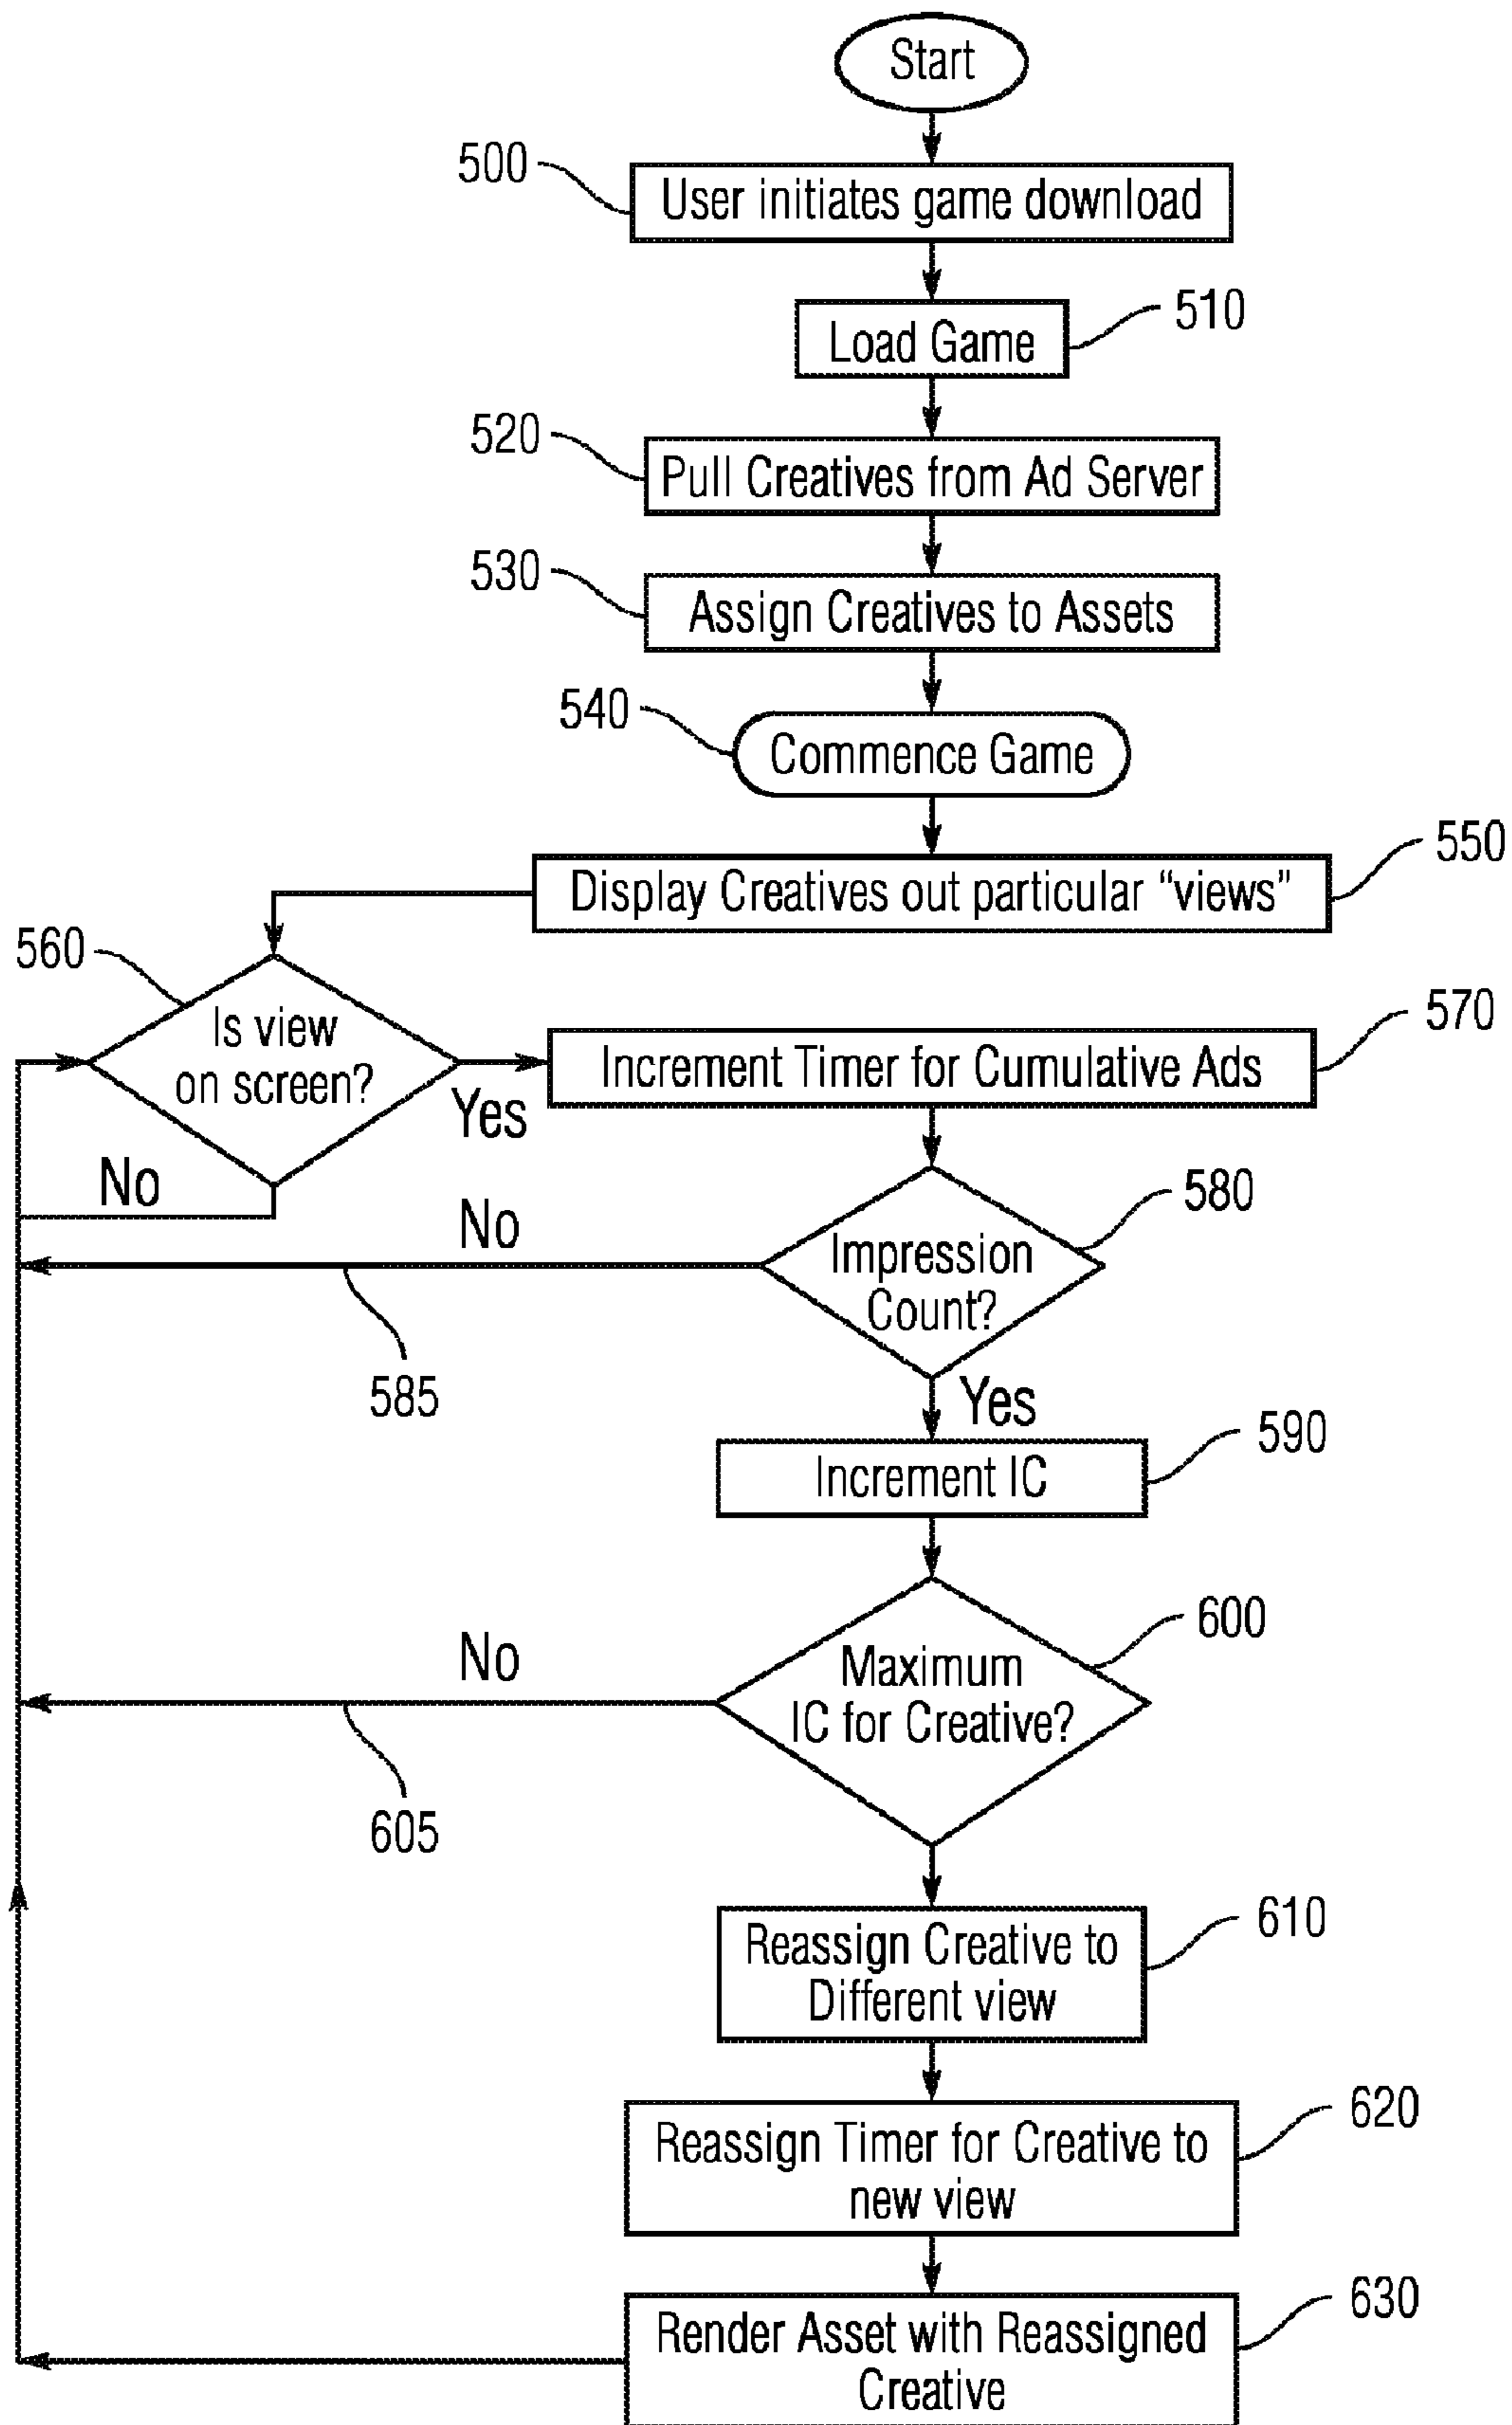 Start
500
User initiates game download
510
Load Game
520
Pull Creatives from Ad Server
530
Assign Creatives to Assets
540
Commence Game
550
Display Creatives out particular “views”
560
Is view
on screen?
Yes
No
570
Increment Timer for Cumulative Ads
580
Impression
Count?
No
585
Yes
590
Increment IC
600
Maximum
IC for Creative?
No
605
610
Reassign Creative to
Different view
620
Reassign Timer for Creative to
new view
630
Render Asset with Reassigned
Creative